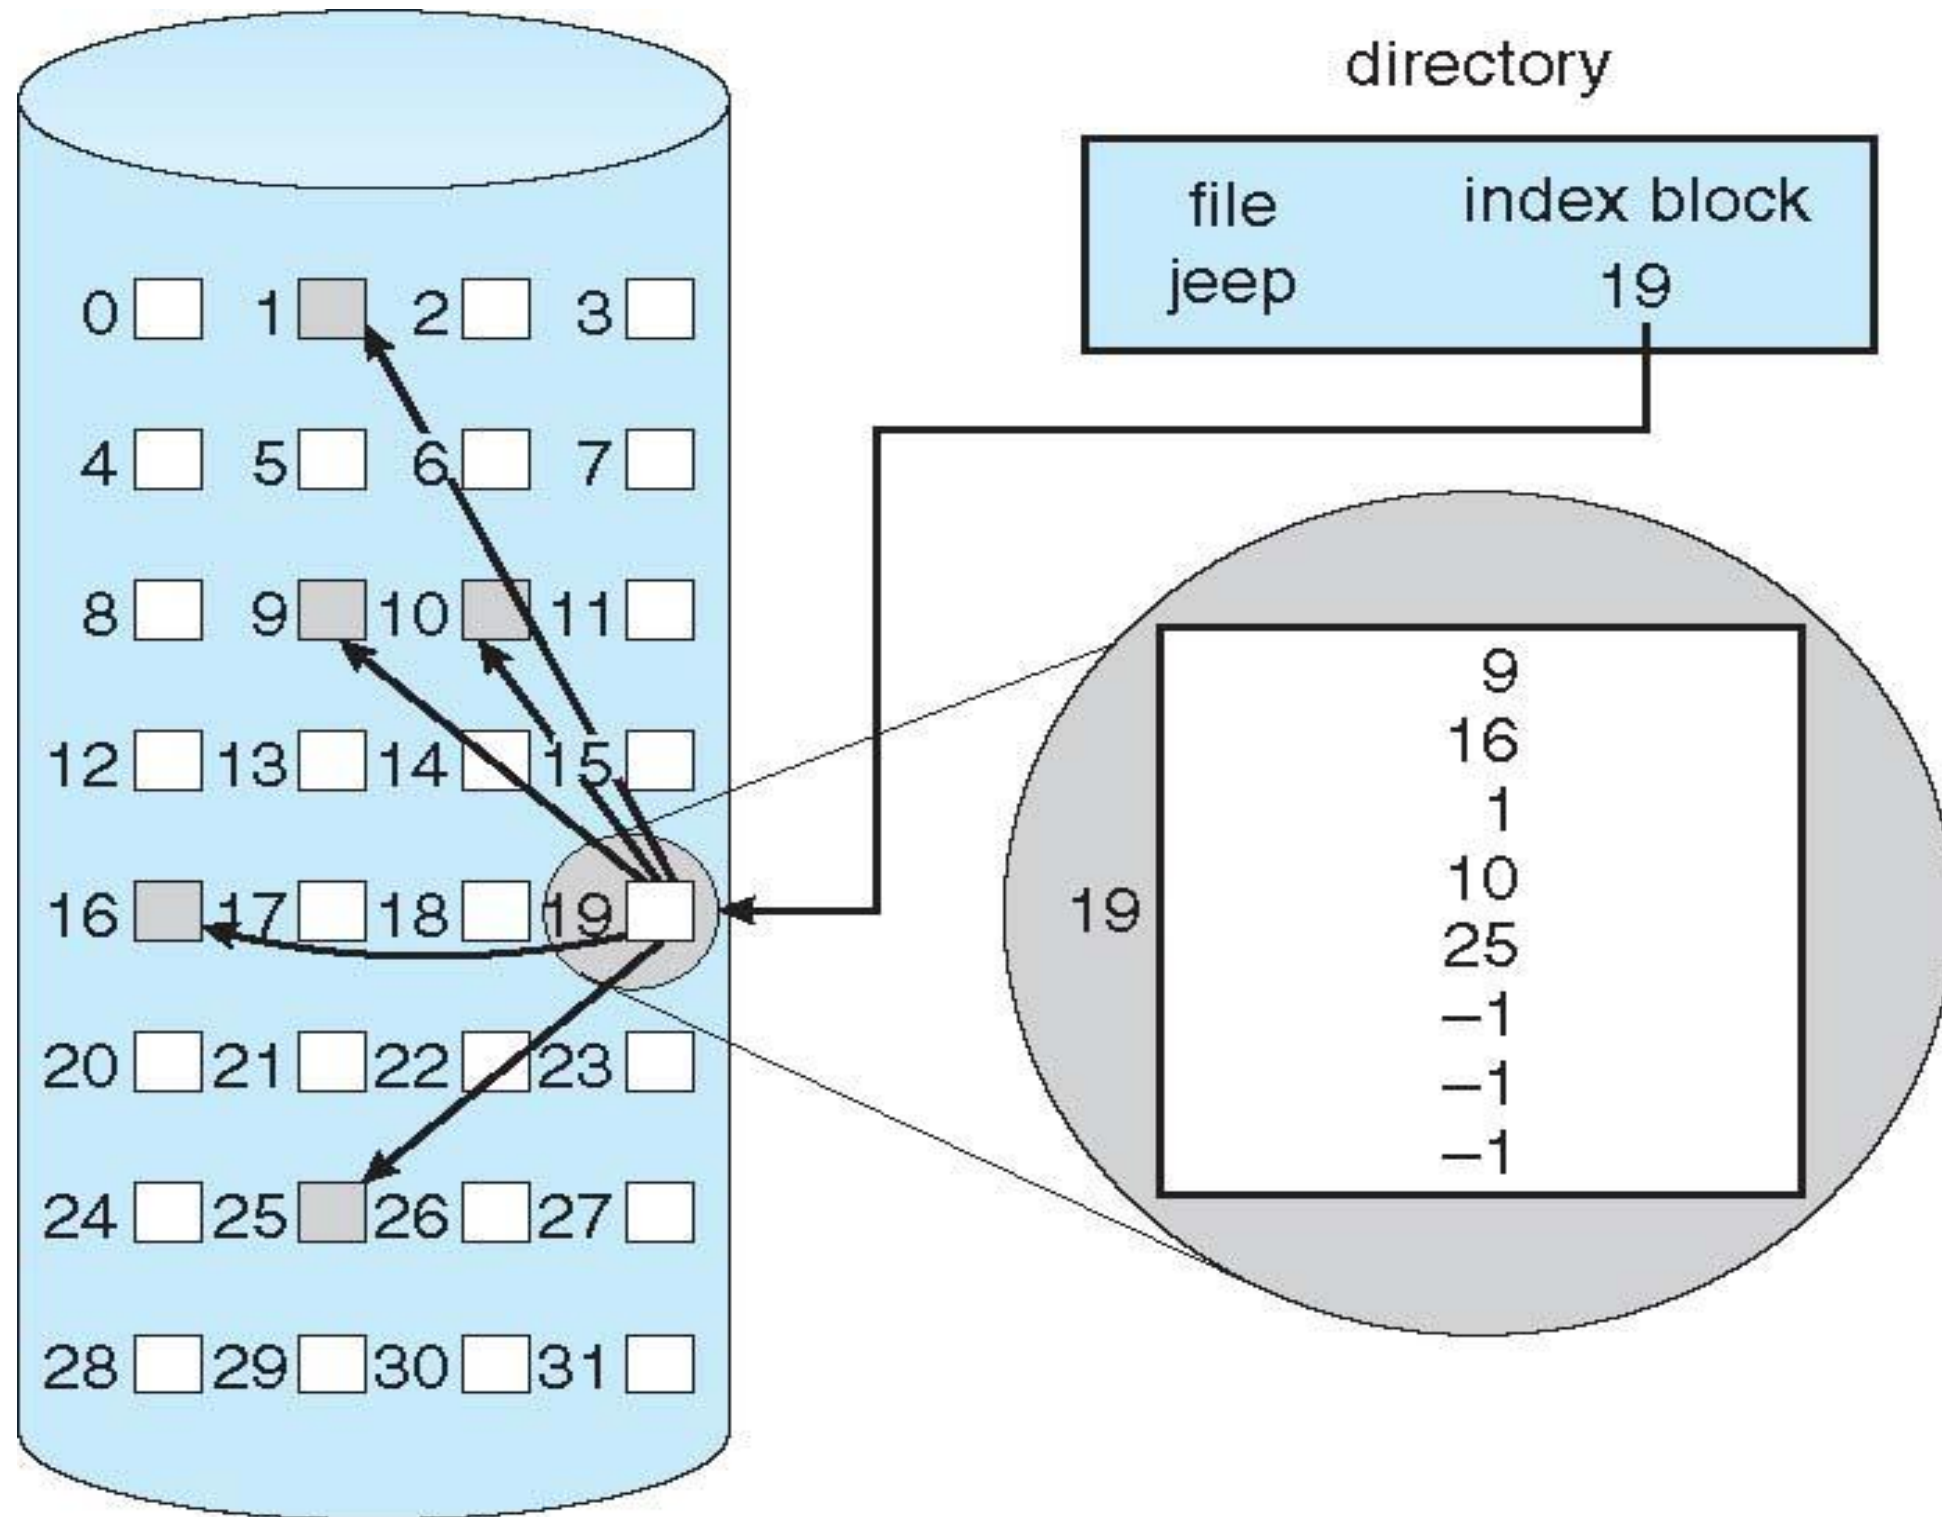 directory
file index block
jeep 19
0 1 2 3
4 5 6 7
8 9 10 11
12 13 14 15
16 17 18 19
20 21 22 23
24 25 26 27
28 29 30 31
19
9
16
1
10
25
–1
–1
–1